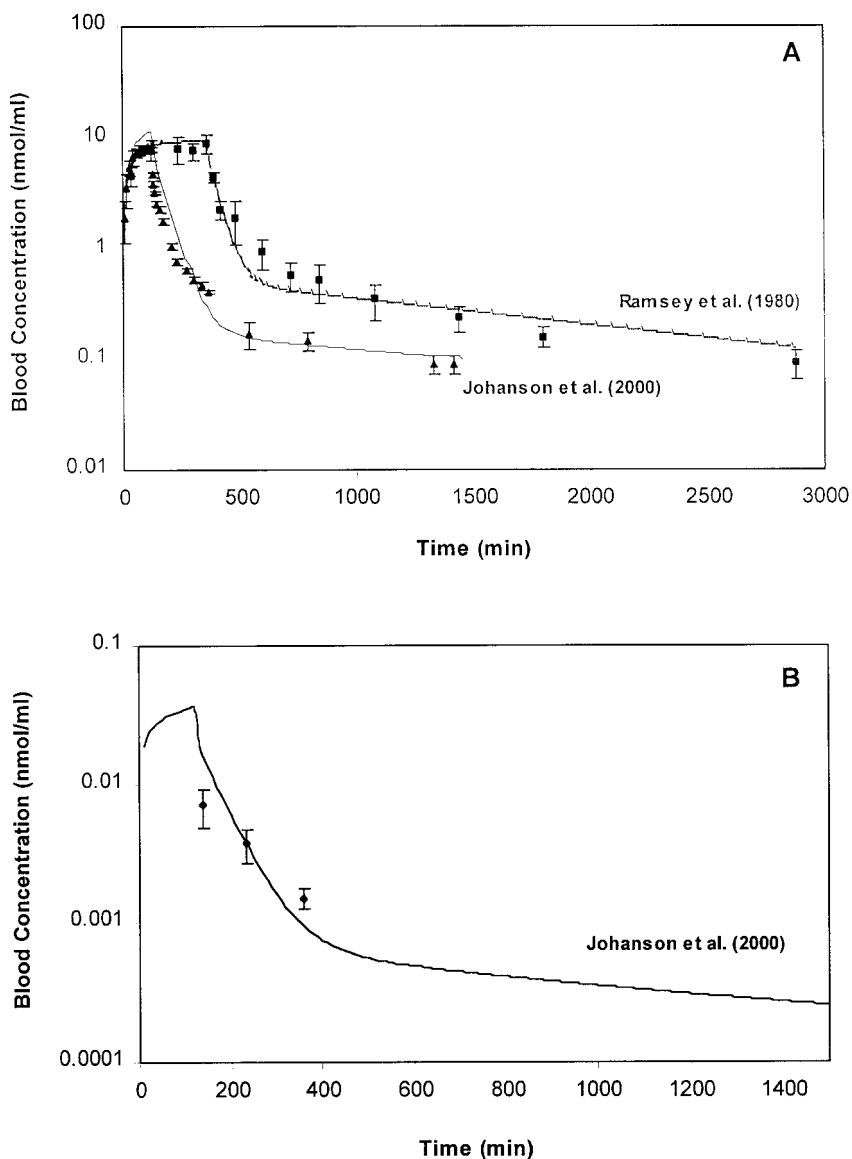 A
100
10
1
0.1
0.01
Blood Concentration (nmol/ml)
Ramsey et al. (1980)
Johanson et al. (2000)
0 500 1000 1500 2000 2500 3000
Time (min)
B
0.1
0.01
0.001
0.0001
Blood Concentration (nmol/ml)
Johanson et al. (2000)
0 200 400 600 800 1000 1200 1400
Time (min)